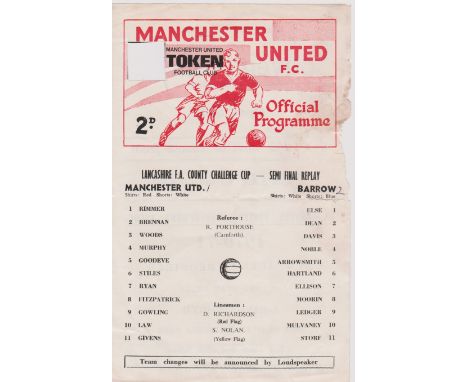 MANCHESTER
UNITED
F.C.
MANCHESTER UNITED
TOKEN
FOOTBALL CLUB
Official
Programme
2D.
LANCASHIRE F.A. COUNTY CHALLENGE CUP — SEMI FINAL REPLAY
MANCHESTER UTD. / BARROW 2
Shirts: Red Shorts: White Shirts: White Shorts: Blue
1 RIMMER ELSE 1
2 BRENNAN Referee: DEAN 2
3 WOODS R. PORTHOUSE DAVIS 3
(Carnforth)
4 MURPHY NOBLE 4
5 GOODEVE ARROWSMITH 5
6 STILES HARTLAND 6
7 RYAN ELLISON 7
8 FITZPATRICK MOORIN 8
9 GOWLING Linesmen: LEDGER 9
D. RICHARDSON
(Red Flag)
10 LAW S. NOLAN MULVANEY 10
11 GIVENS (Yellow Flag) STORF 11
Team changes will be announced by Loudspeaker